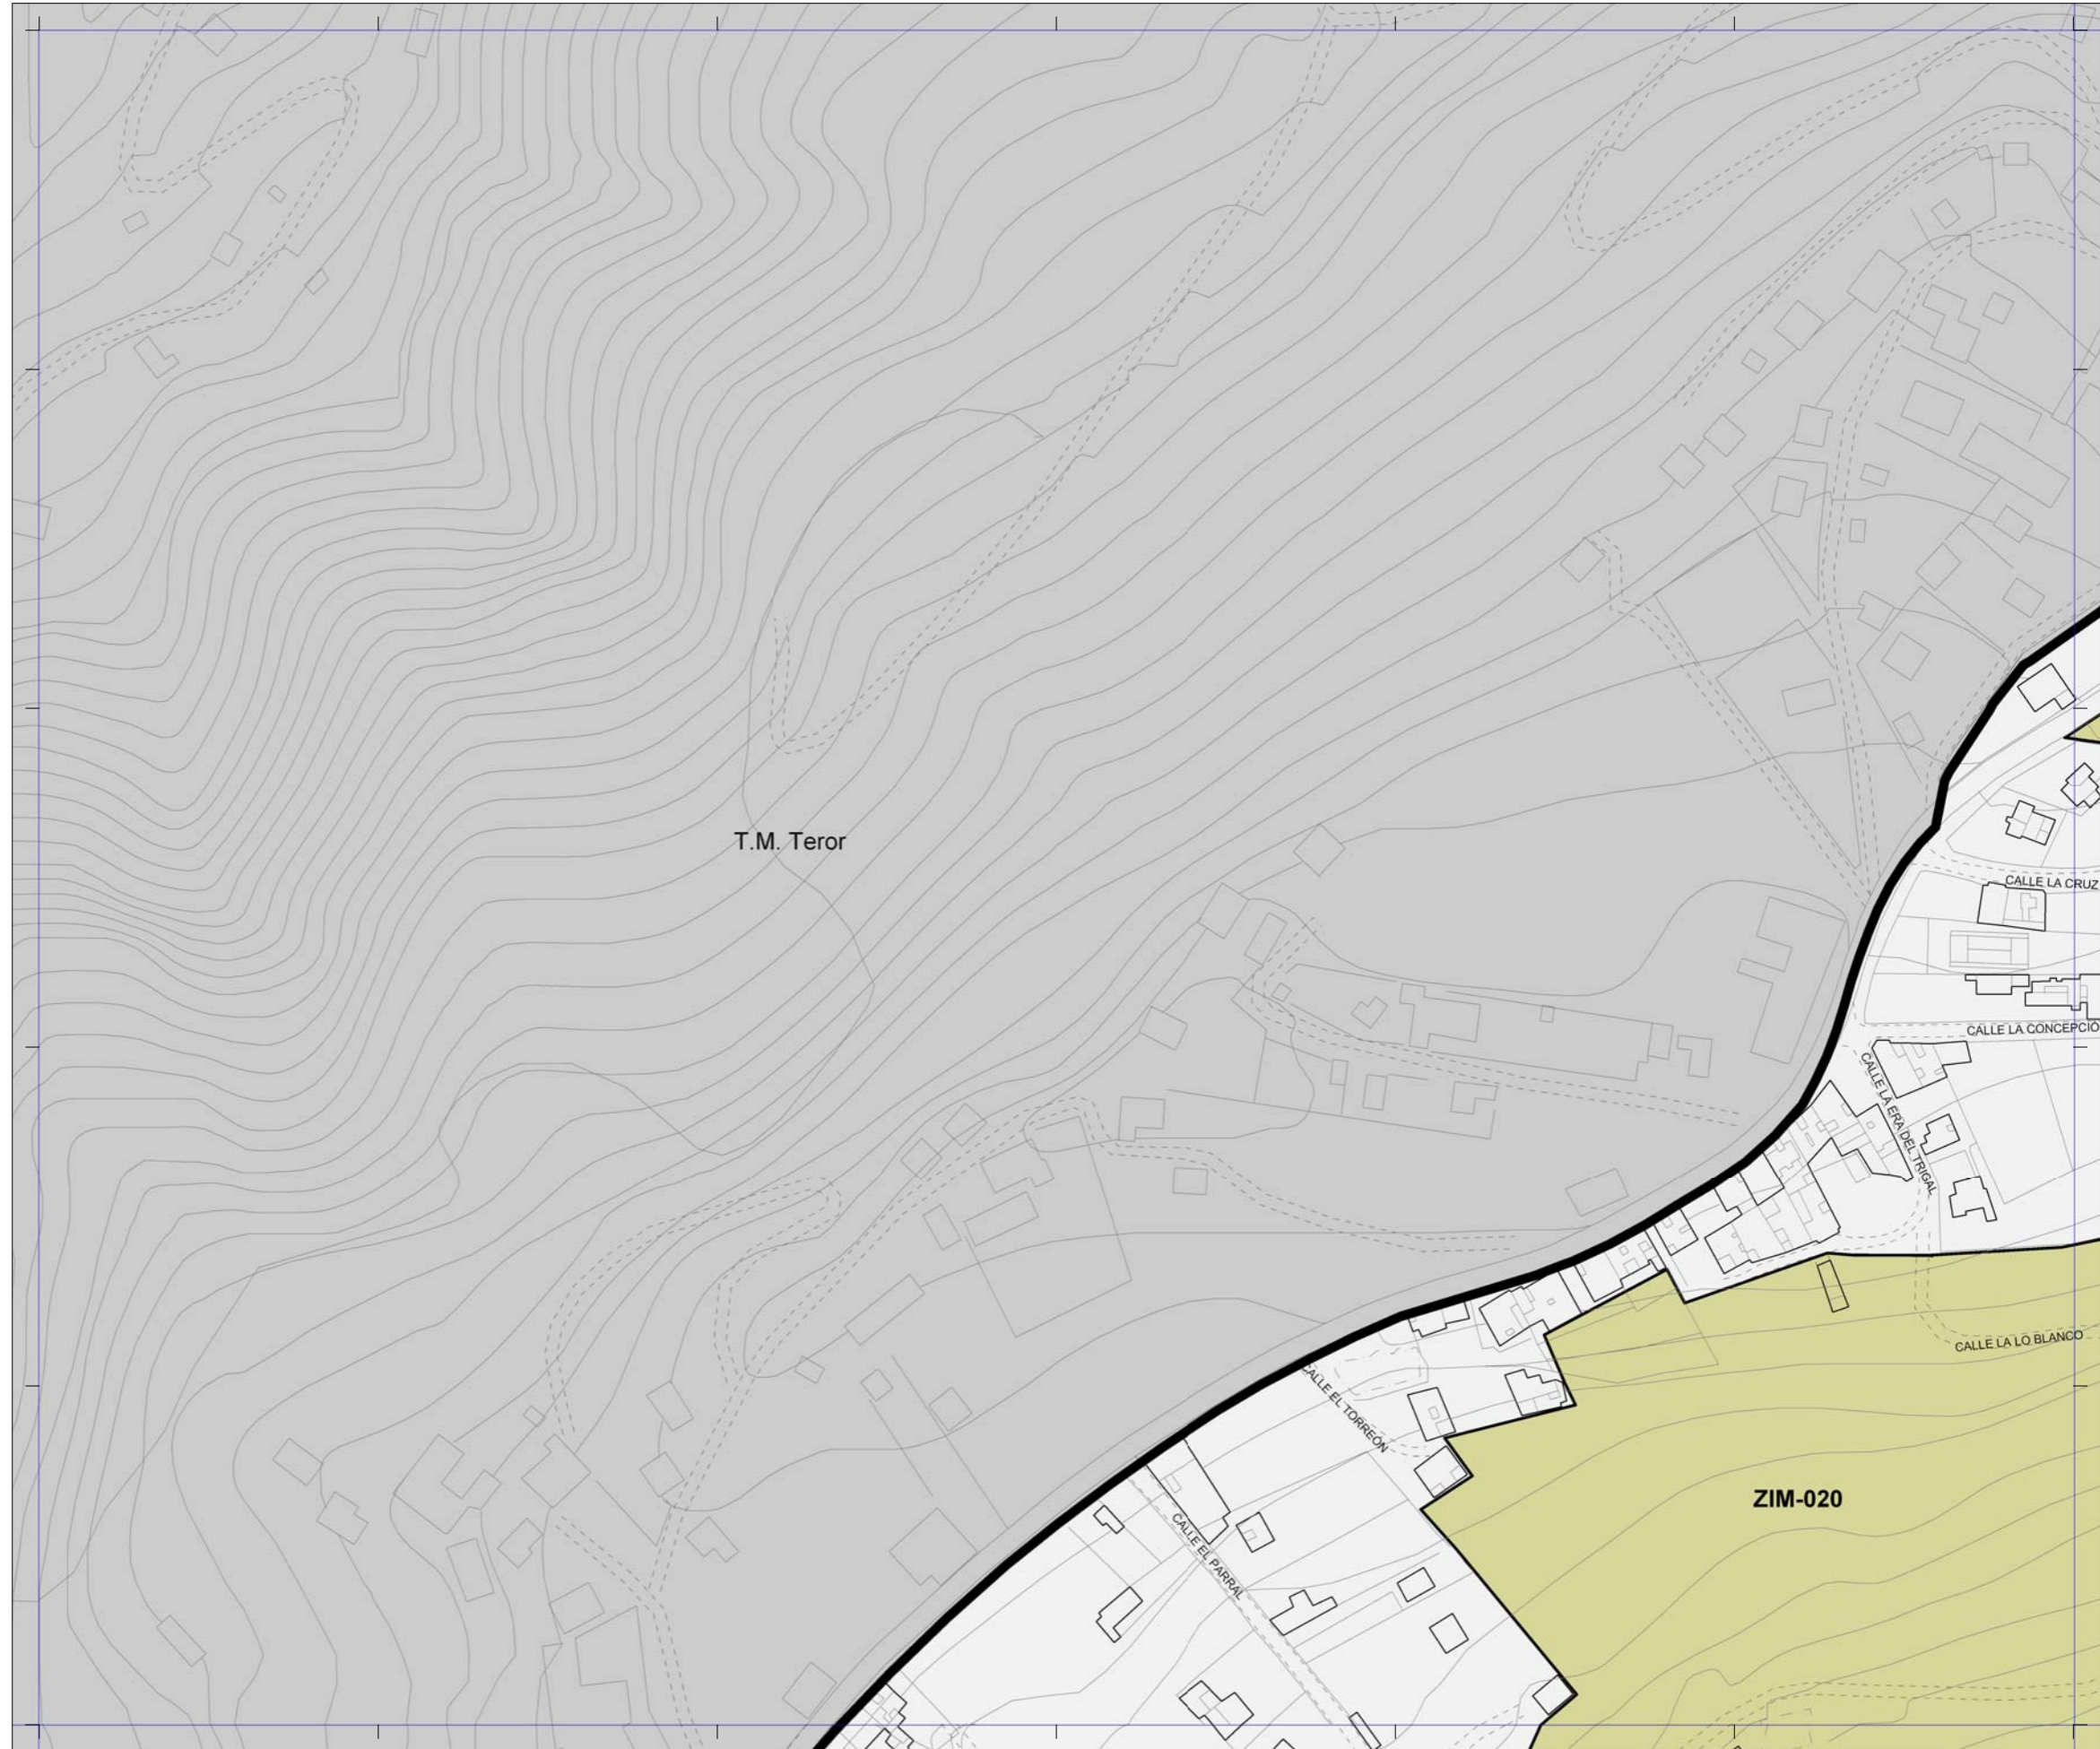 T.M. Teror
CALLE LA CRUZ
CALLE LA CONCEPCIÓ
CALLE LA ERA DEL TRIGAL
CALLE LA LO BLANCO
CALLE EL TORREÓN
ZIM-020
CALLE EL PARRAL